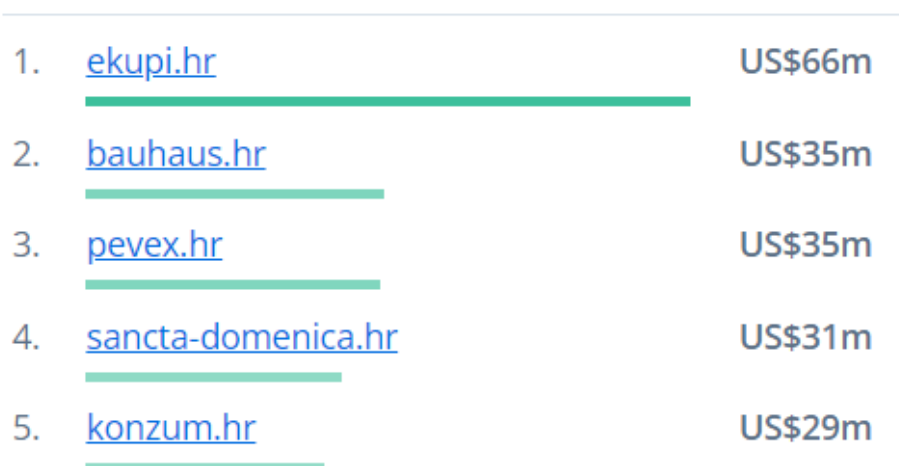 1. ekupi.hr US$66m
2. bauhaus.hr US$35m
3. pevex.hr US$35m
4. sancta-domenica.hr US$31m
5. konzum.hr US$29m